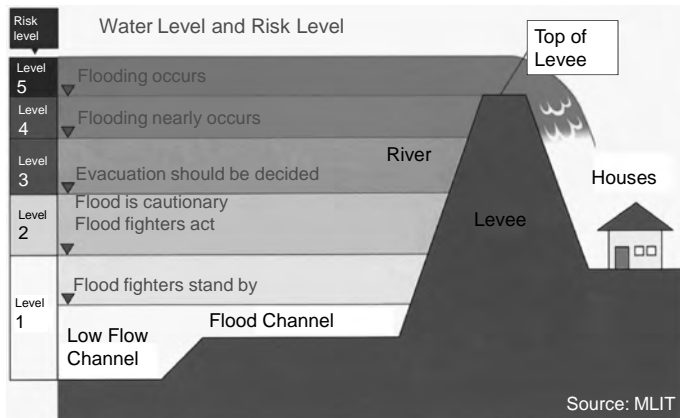 Risk
level
Water Level and Risk Level
Top of
Levee
Level
5
Flooding occurs
Level
4
Flooding nearly occurs
River
Level
3
Evacuation should be decided
Houses
Level
2
Flood is cautionary
Flood fighters act
Levee
Level
1
Flood fighters stand by
Flood Channel
Low Flow
Channel
Source: MLIT